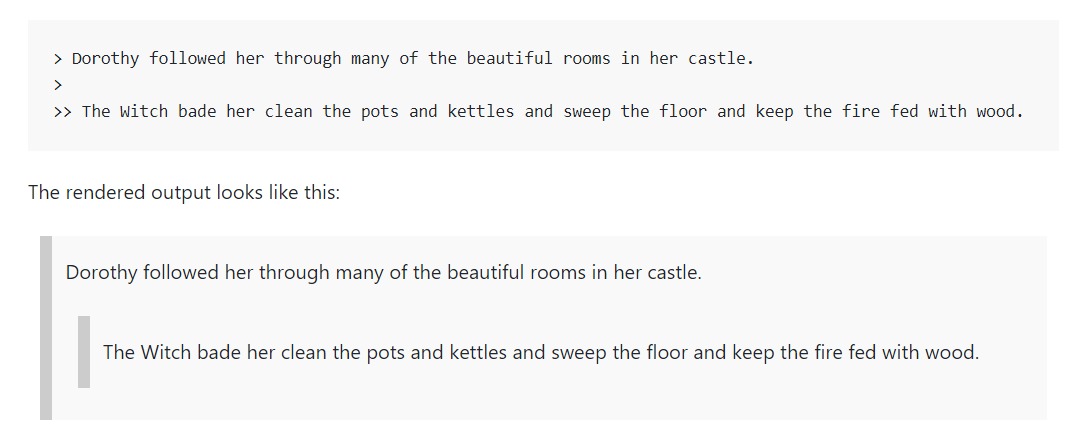 > Dorothy followed her through many of the beautiful rooms in her castle.
>
>> The Witch bade her clean the pots and kettles and sweep the floor and keep the fire fed with wood.
The rendered output looks like this:
Dorothy followed her through many of the beautiful rooms in her castle.
The Witch bade her clean the pots and kettles and sweep the floor and keep the fire fed with wood.